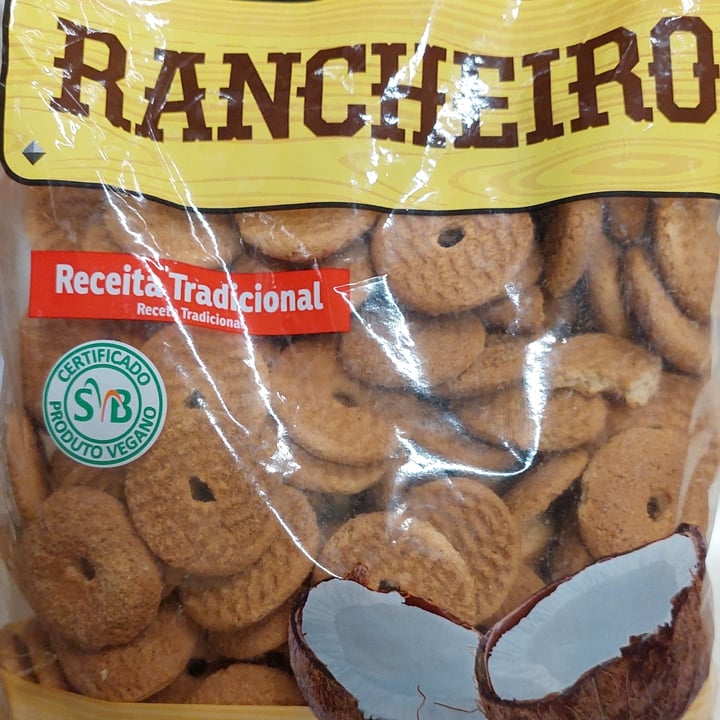 RANCHEIRO
Receita Tradicional
Receta Tradicional
CERTIFICADO
SVB
PRODUTO VEGANO